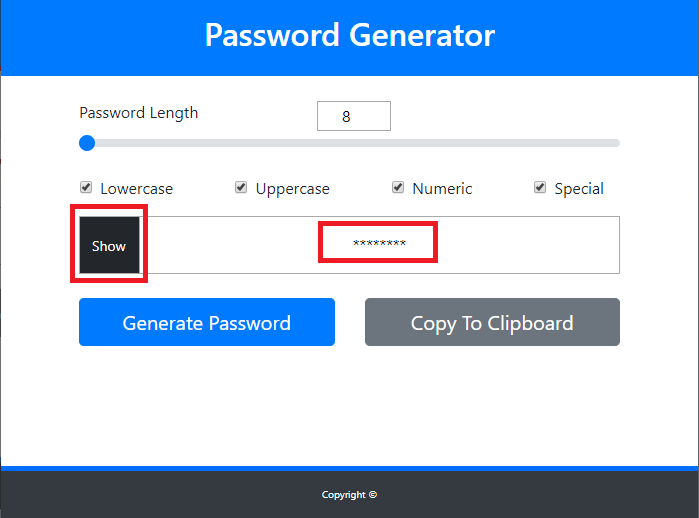 Password Generator
Password Length 8
Lowercase Uppercase Numeric Special
Show ********
Generate Password Copy To Clipboard
Copyright ©